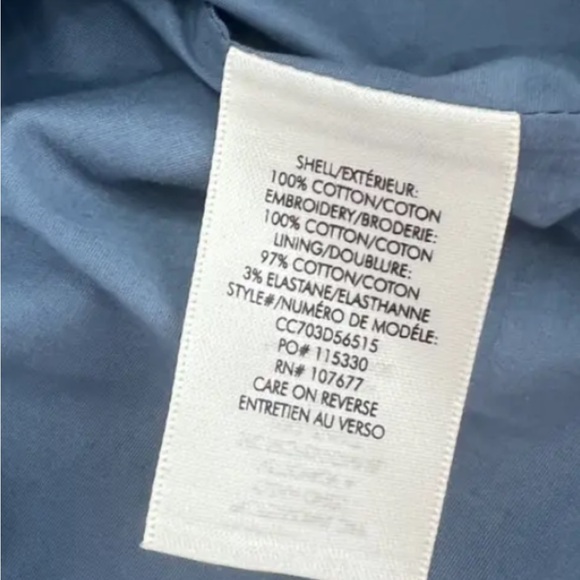 SHELL/EXTÉRIEUR:
100% COTTON/COTON
EMBROIDERY/BRODERIE:
100% COTTON/COTON
LINING/DOUBLURE:
97% COTTON/COTON
3% ELASTANE/ELASTHANNE
STYLE#/NUMÉRO DE MODÉLE:
CC703D56515
PO# 115330
RN# 107677
CARE ON REVERSE
ENTRETIEN AU VERSO